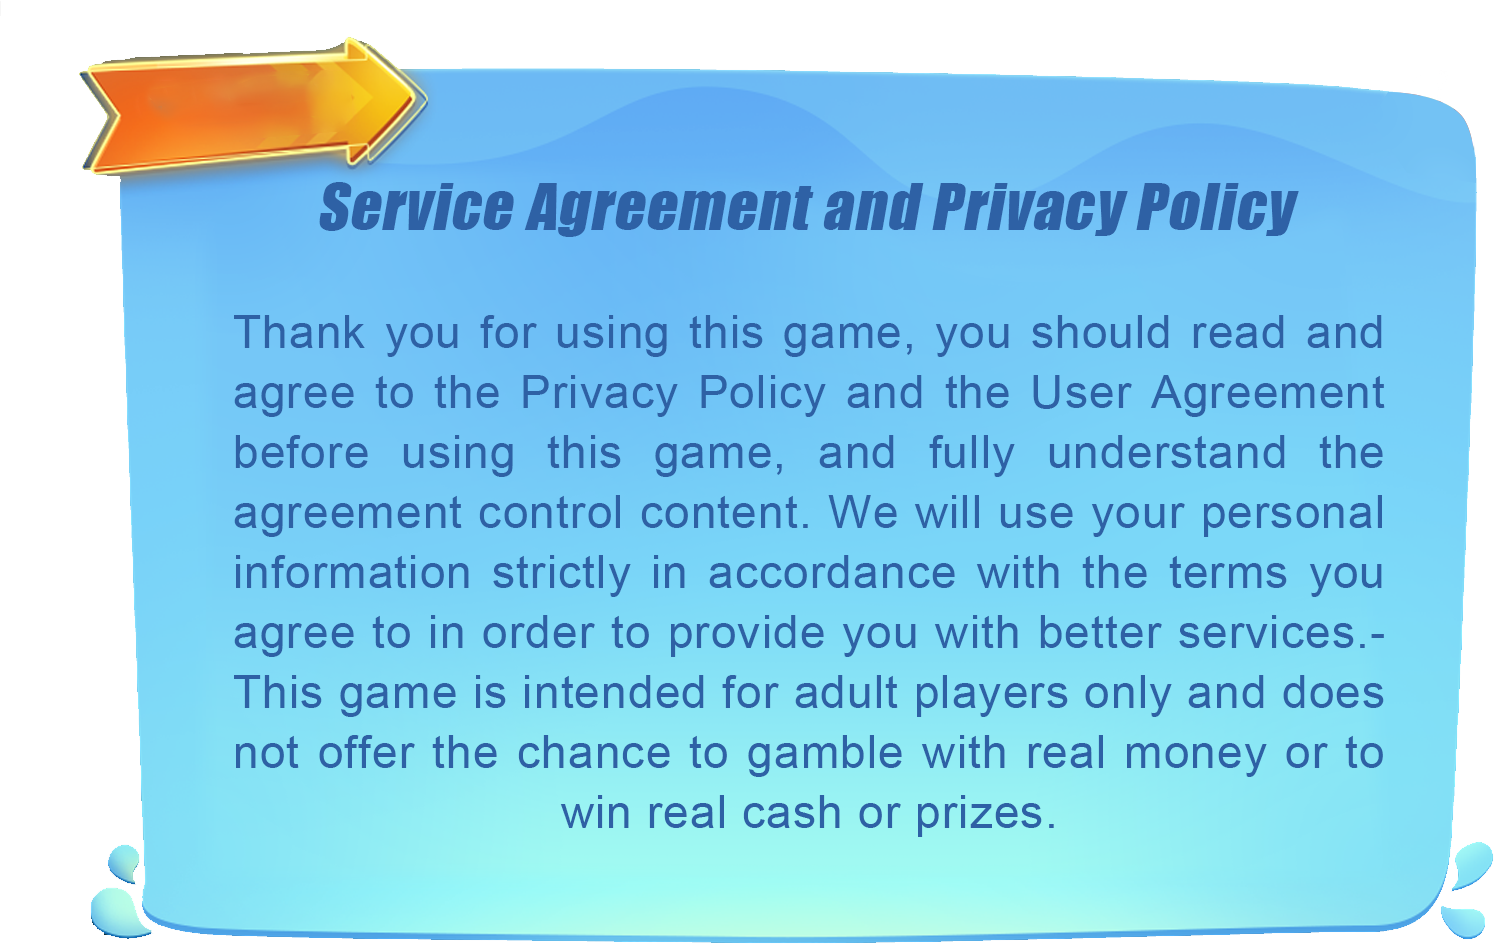 Service Agreement and Privacy Policy
Thank you for using this game, you should read and
agree to the Privacy Policy and the User Agreement
before using this game, and fully understand the
agreement control content. We will use your personal
information strictly in accordance with the terms you
agree to in order to provide you with better services.-
This game is intended for adult players only and does
not offer the chance to gamble with real money or to
win real cash or prizes.